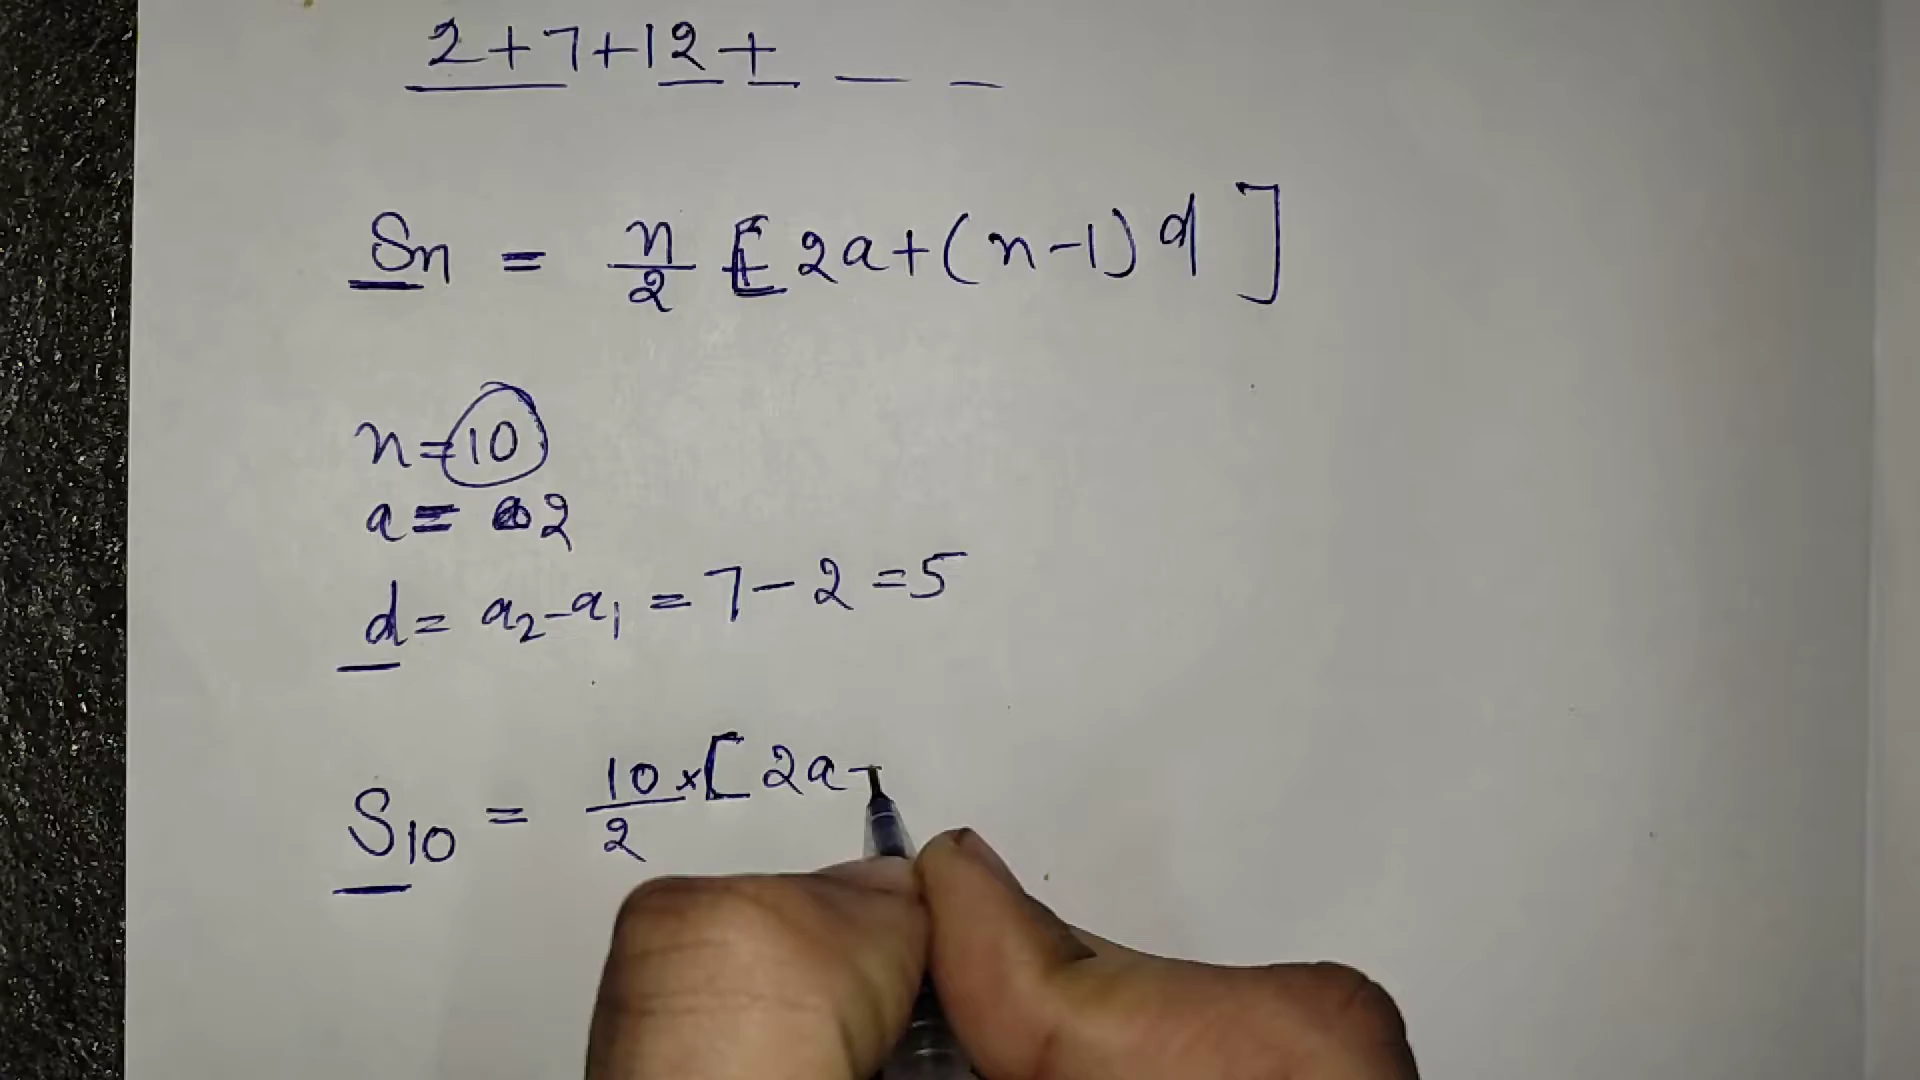 2+7+12+ _ _
Sn = n/2 [2a+(n-1)d]
n=10
a= 2
d= a₂-a₁ = 7-2 =5
S₁₀ = 10/2 ×[2a-